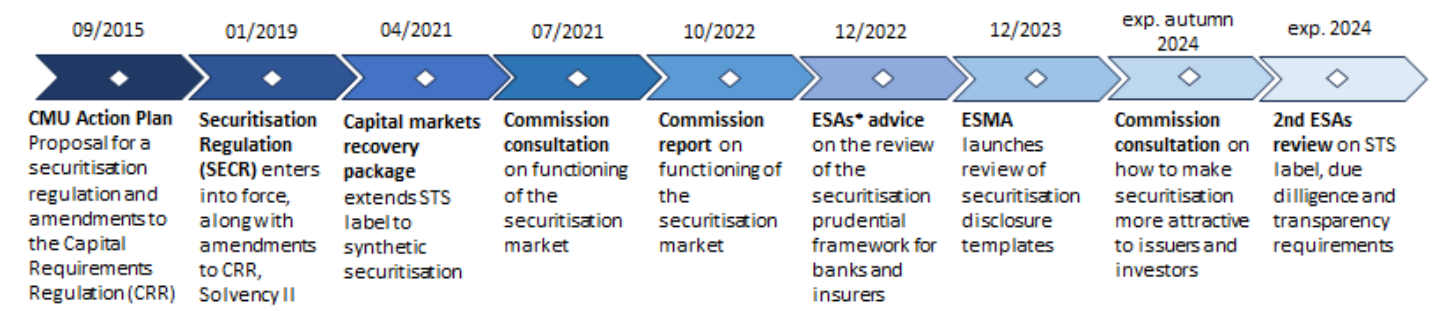 09/2015
CMU Action Plan
Proposal for a
securitisation
regulation and
amendments to
the Capital
Requirements
Regulation (CRR)
01/2019
Securitisation
Regulation
(SECR) enters
into force,
along with
amendments
to CRR,
Solvency II
04/2021
Capital markets
recovery
package
extends STS
label to
synthetic
securitisation
07/2021
Commission
consultation
on functioning
of the
securitisation
market
10/2022
Commission
report on
functioning of
the
securitisation
market
12/2022
ESAs* advice
on the review
of the
securitisation
prudential
framework for
banks and
insurers
12/2023
ESMA
launches
review of
securitisation
disclosure
templates
exp. autumn
2024
Commission
consultation on
how to make
securitisation
more attractive
to issuers and
investors
exp. 2024
2nd ESAs
review on STS
label, due
dilligence and
transparency
requirements